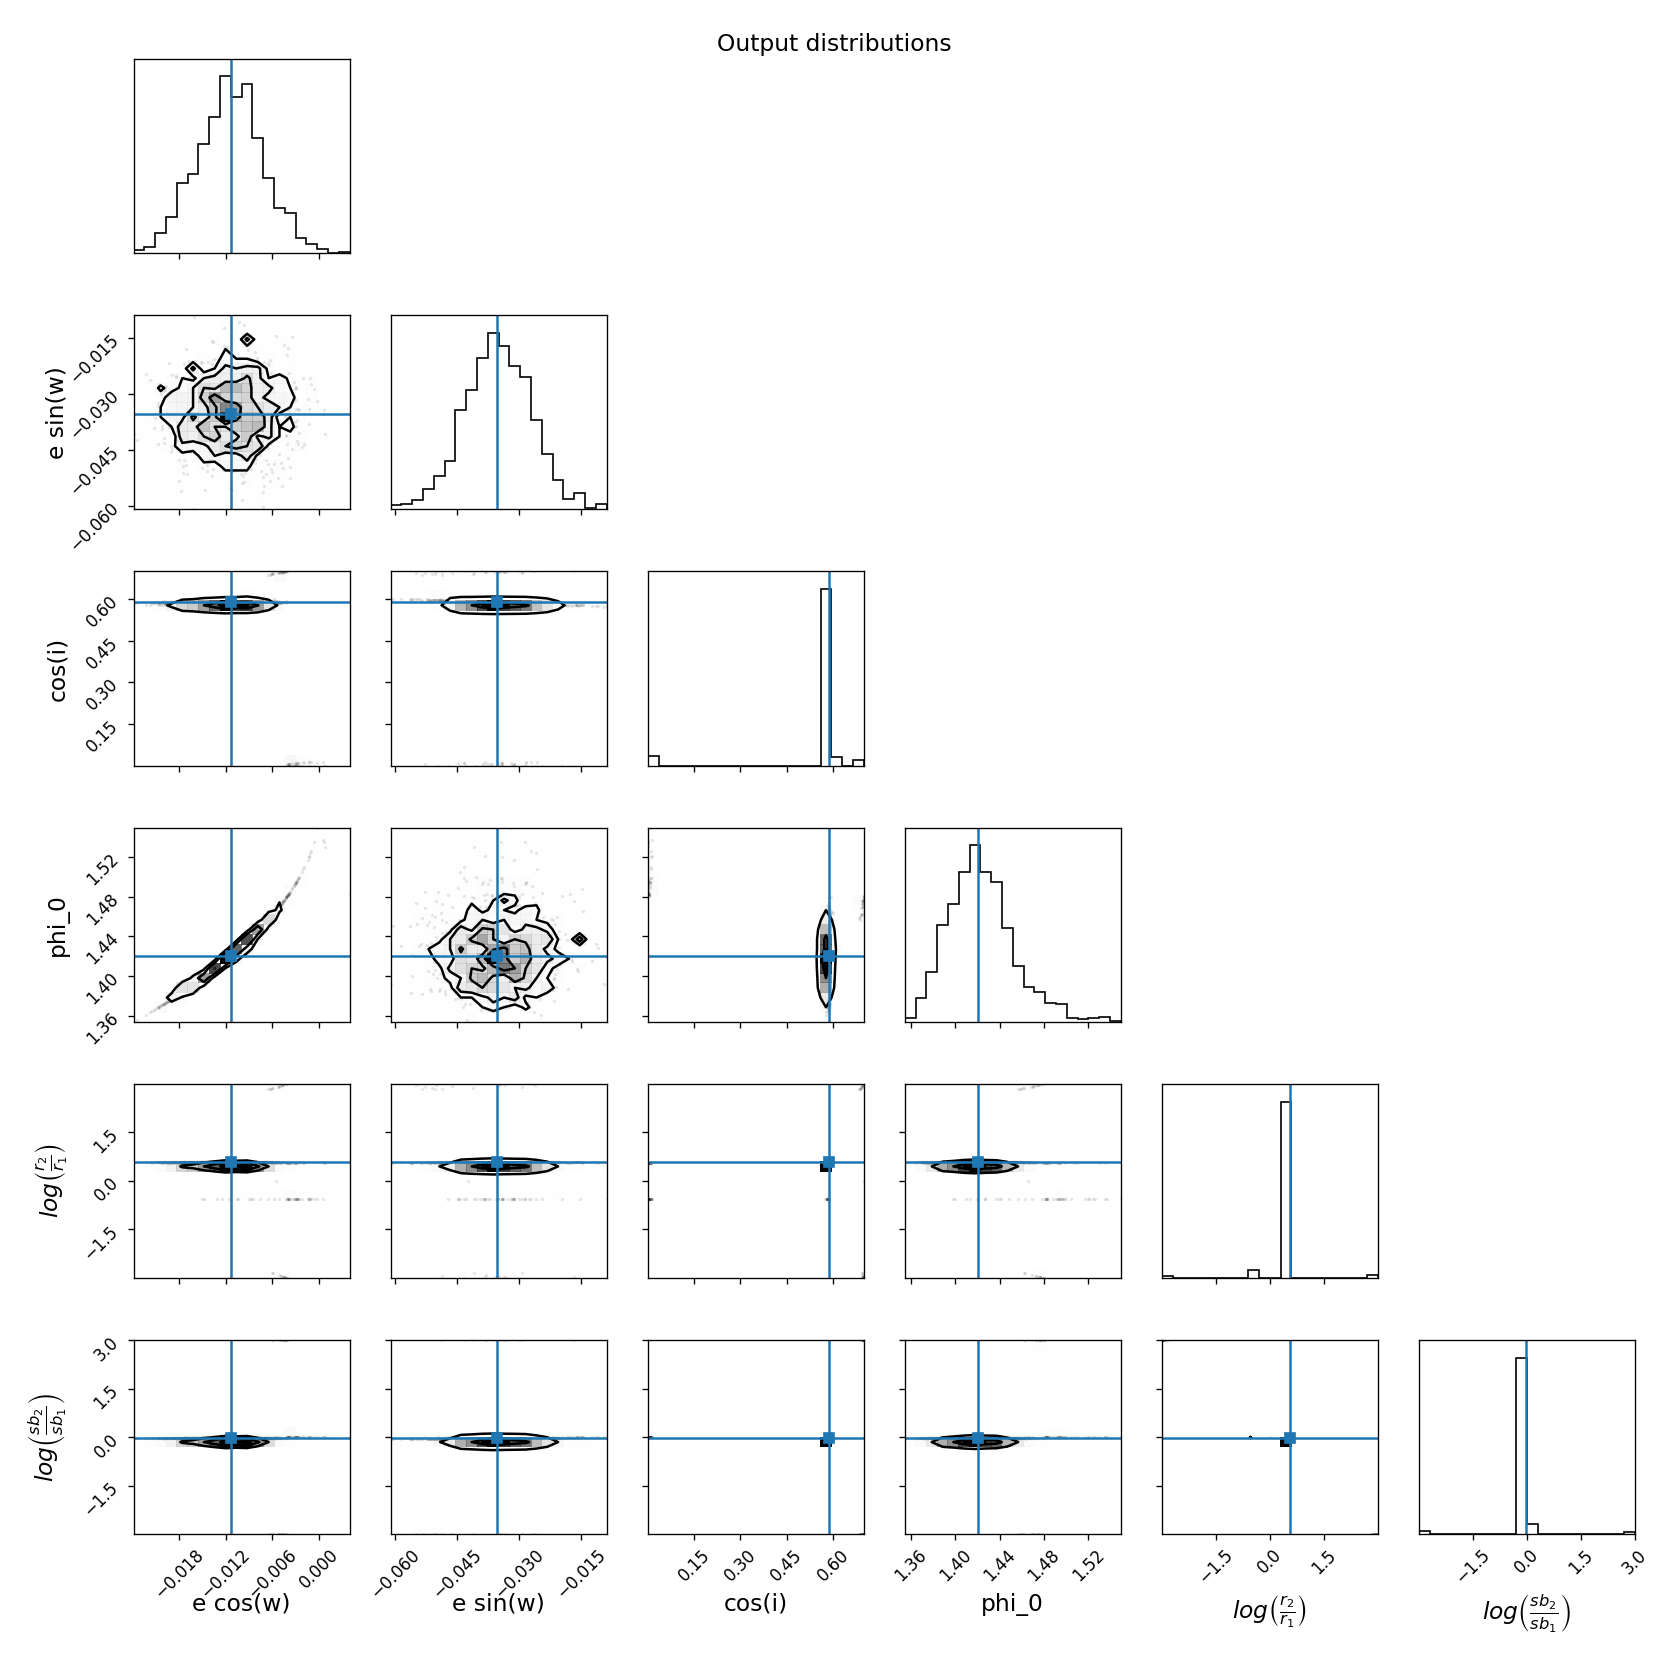 Output distributions
e sin(w)
−0.015
−0.030
−0.045
−0.060
cos(i)
0.60
0.45
0.30
0.15
phi_0
1.52
1.48
1.44
1.40
1.36
log(r₂/r₁)
1.5
0.0
−1.5
log(sb₂/sb₁)
3.0
1.5
0.0
−1.5
−0.018 −0.012 −0.006 0.000 −0.060 −0.045 −0.030 −0.015 0.15 0.30 0.45 0.60 1.36 1.40 1.44 1.48 1.52 −1.5 0.0 1.5 −1.5 0.0 1.5 3.0
e cos(w) e sin(w) cos(i) phi_0 log(r₂/r₁) log(sb₂/sb₁)